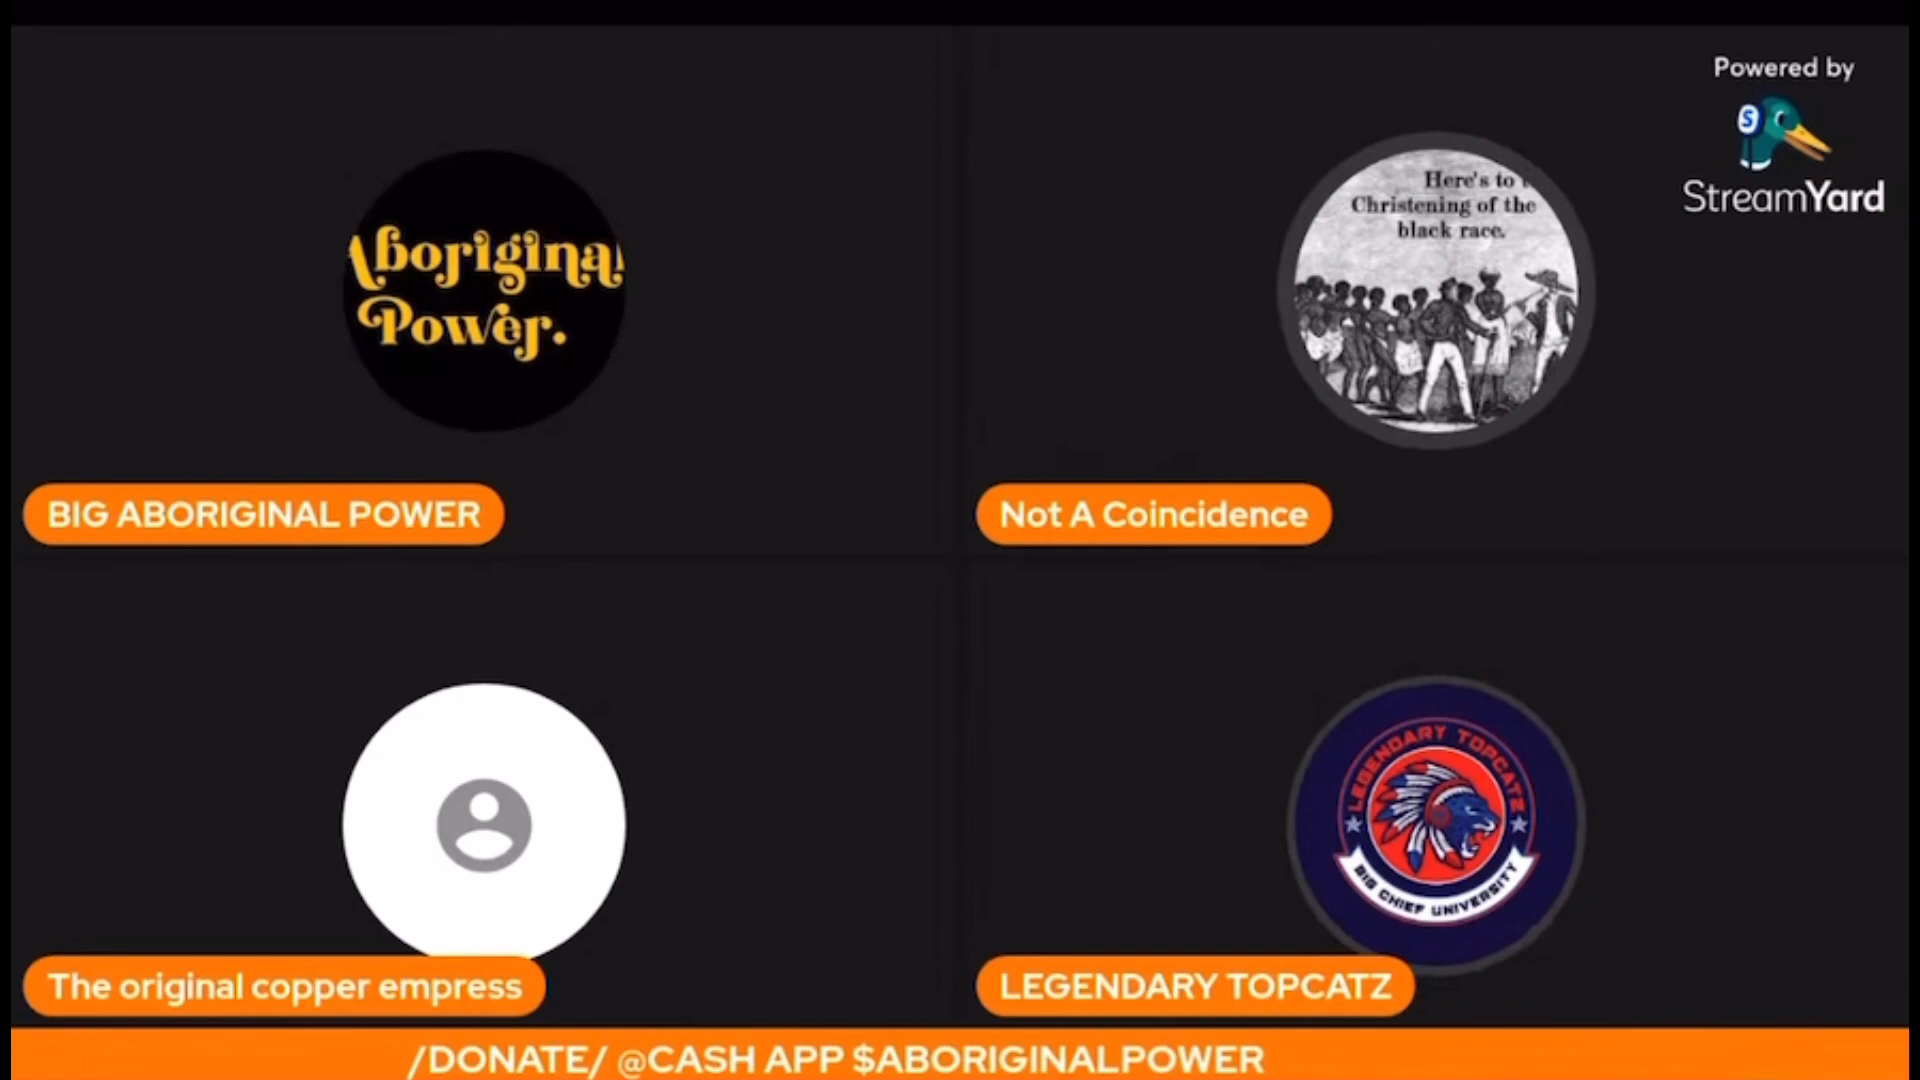 Powered by
S
StreamYard
Aboriginal
Power.
Here's to
Christening of the
black race.
BIG ABORIGINAL POWER
Not A Coincidence
LEGENDARY TOPCATZ
BIG CHIEF UNIVERSITY
The original copper empress
LEGENDARY TOPCATZ
/DONATE/ @CASH APP $ABORIGINALPOWER